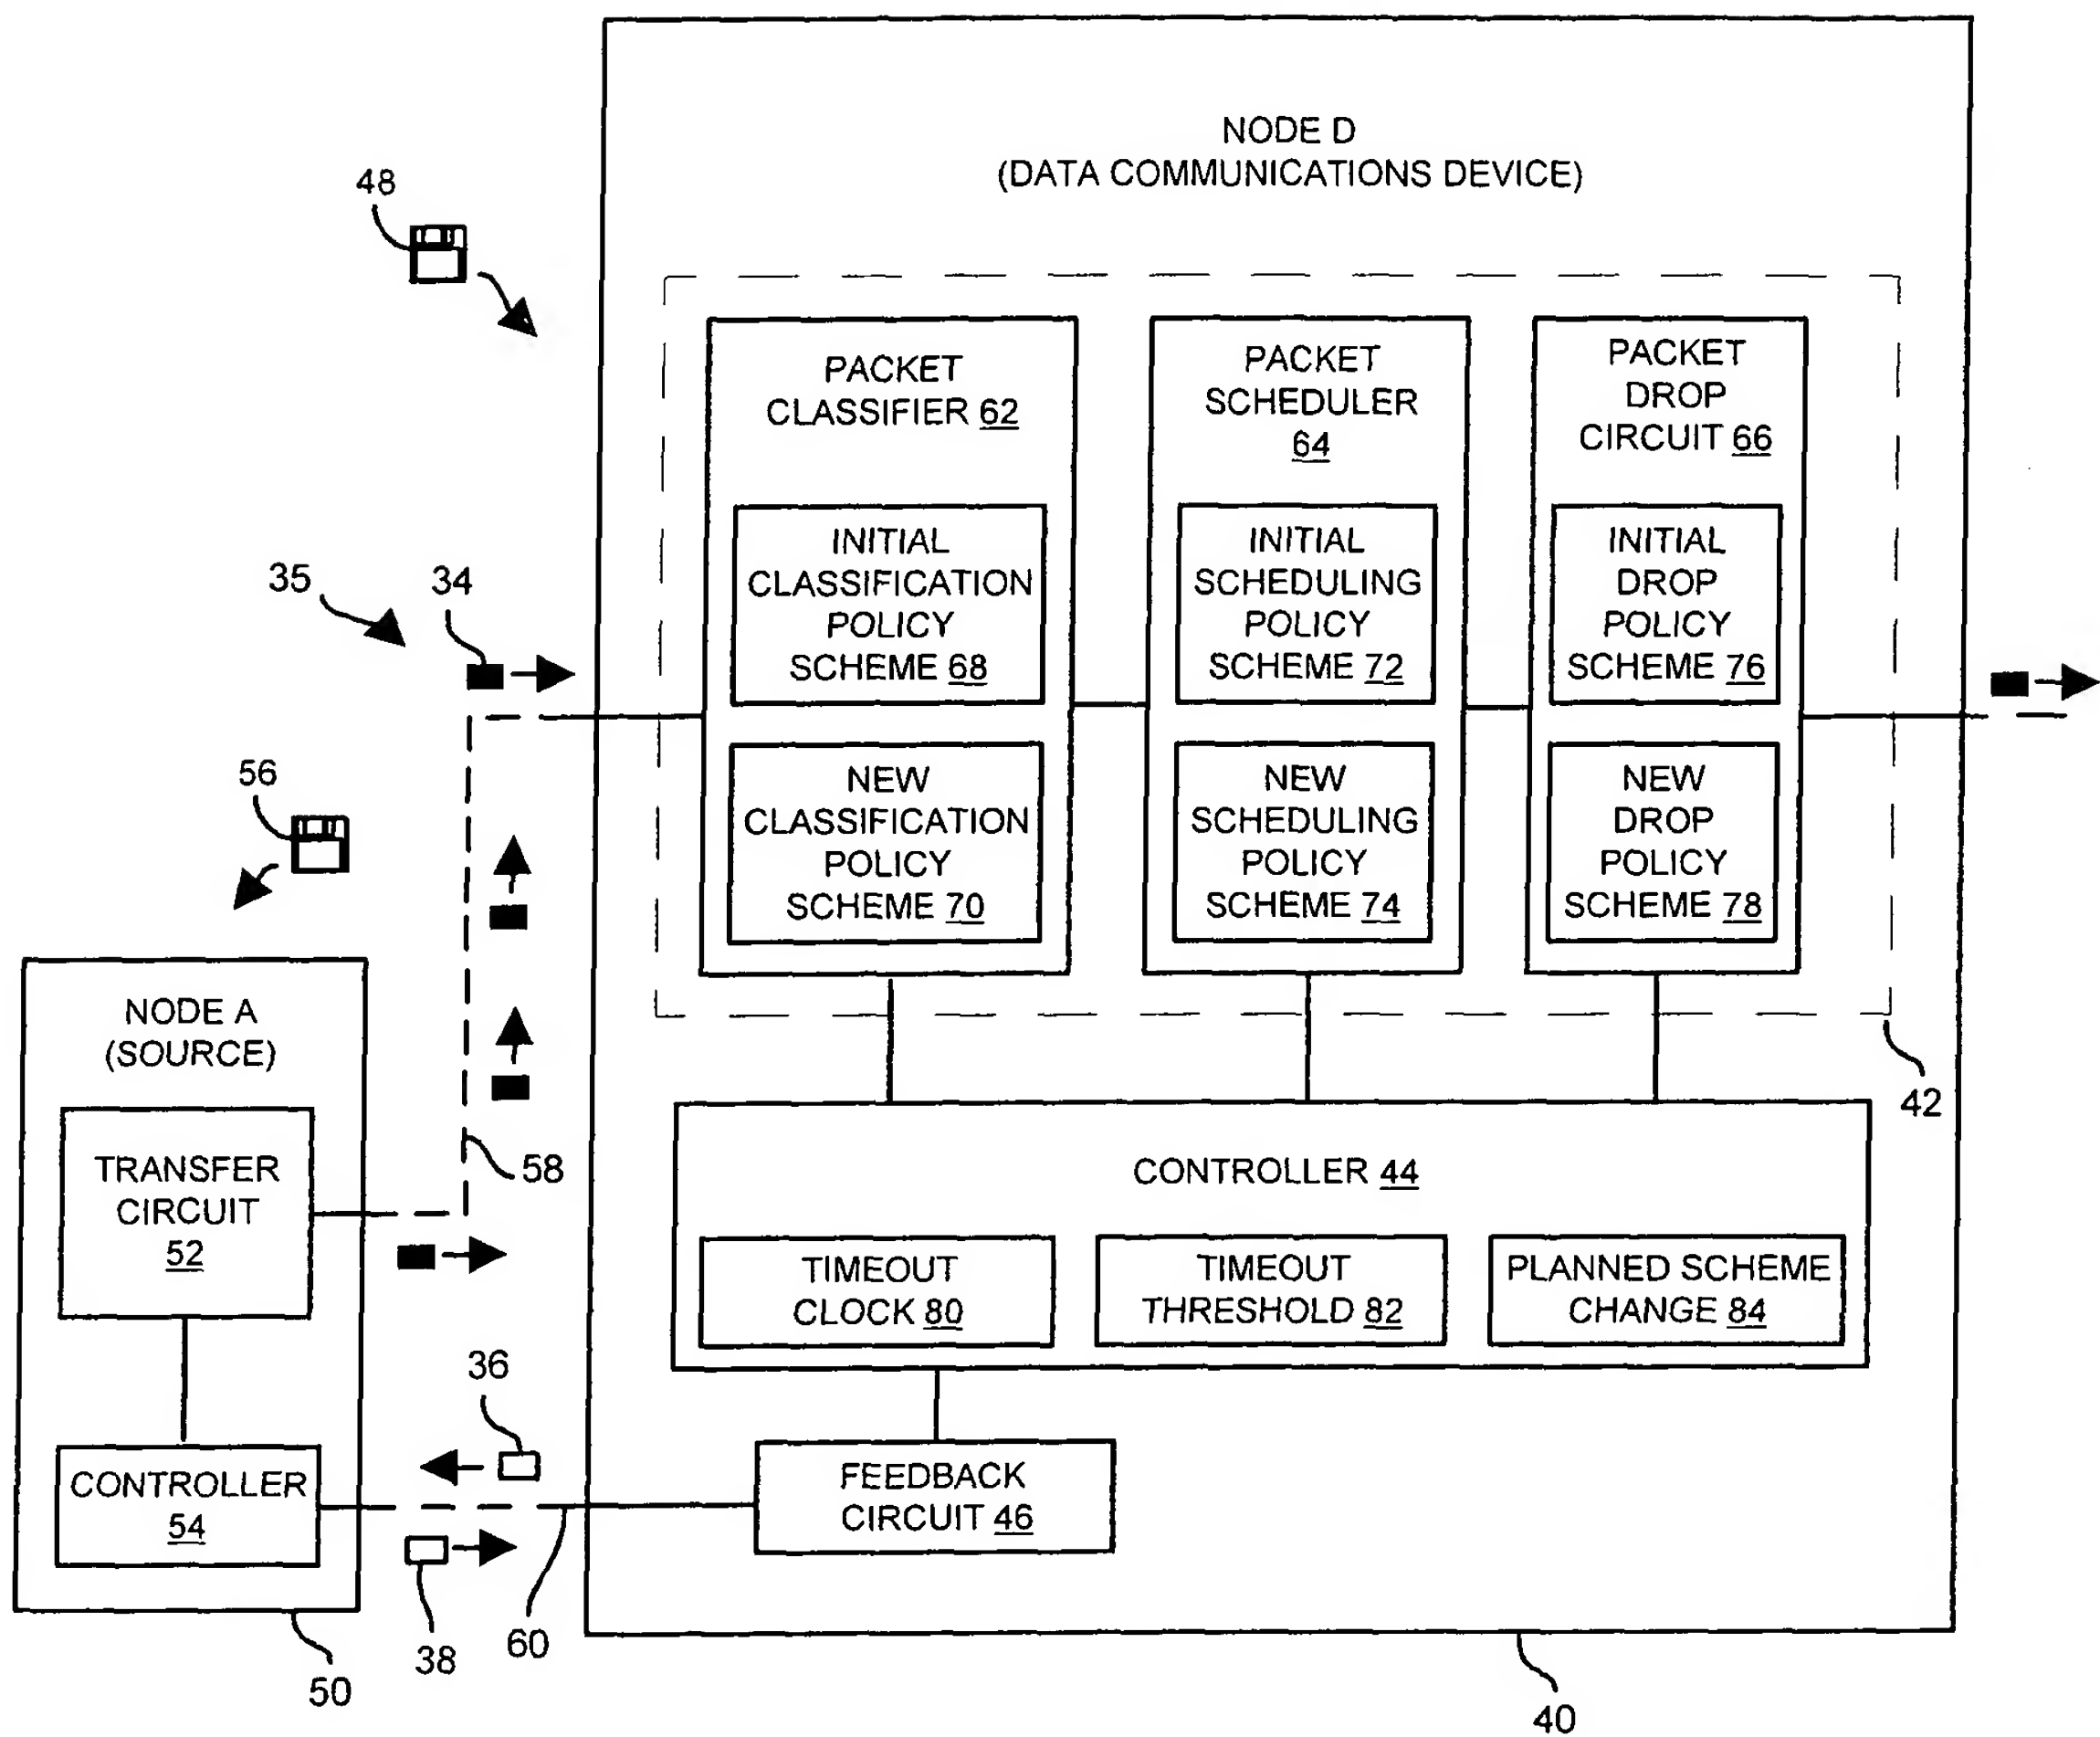 NODE D
(DATA COMMUNICATIONS DEVICE)
48
PACKET
CLASSIFIER 62
INITIAL
CLASSIFICATION
POLICY
SCHEME 68
NEW
CLASSIFICATION
POLICY
SCHEME 70
PACKET
SCHEDULER
64
INITIAL
SCHEDULING
POLICY
SCHEME 72
NEW
SCHEDULING
POLICY
SCHEME 74
PACKET
DROP
CIRCUIT 66
INITIAL
DROP
POLICY
SCHEME 76
NEW
DROP
POLICY
SCHEME 78
35
34
56
NODE A
(SOURCE)
TRANSFER
CIRCUIT
52
58
42
CONTROLLER 44
TIMEOUT
CLOCK 80
TIMEOUT
THRESHOLD 82
PLANNED SCHEME
CHANGE 84
36
CONTROLLER
54
FEEDBACK
CIRCUIT 46
38
60
50
40